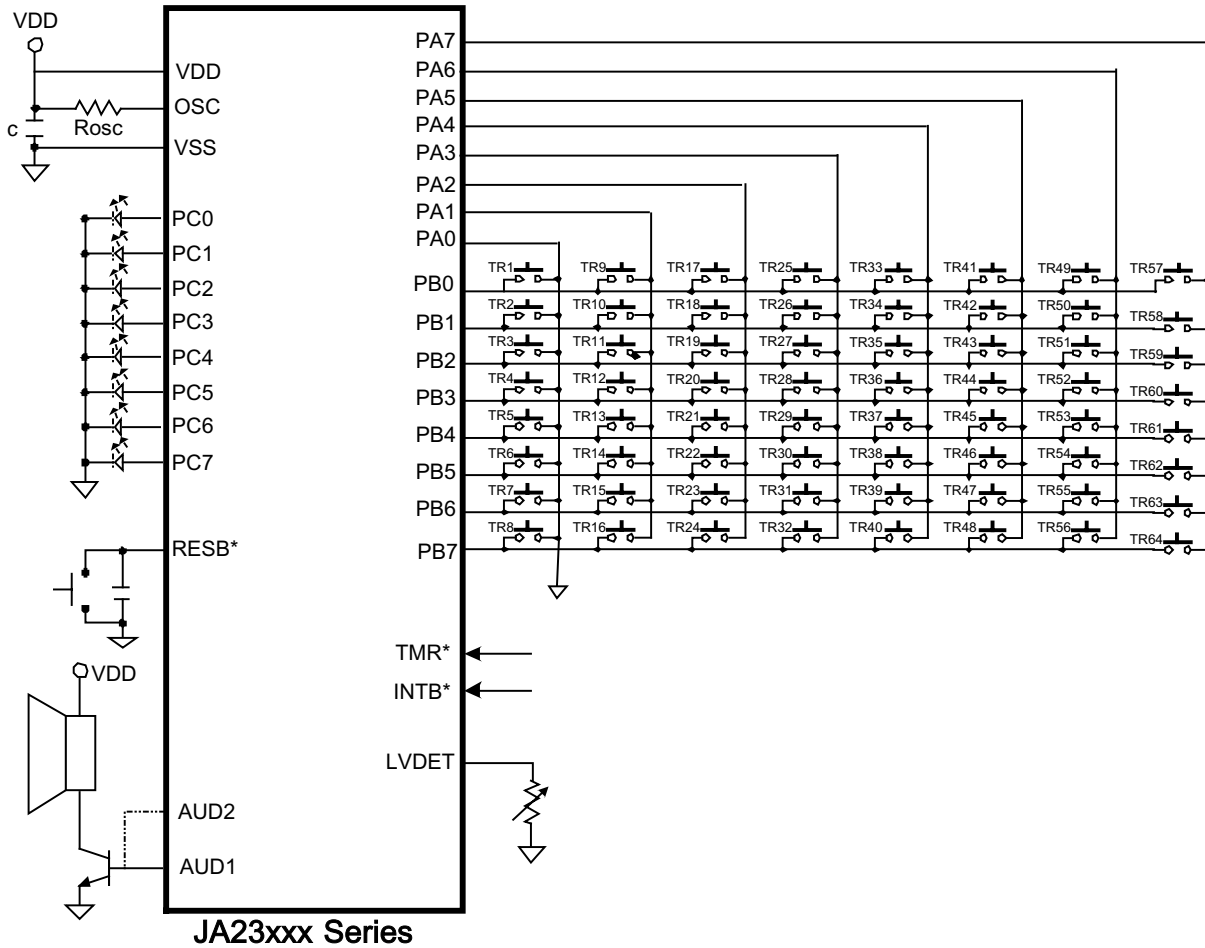 VDD
VDD
OSC
c
Rosc
VSS
PC0
PC1
PC2
PC3
PC4
PC5
PC6
PC7
RESB*
VDD
AUD2
AUD1
PA7
PA6
PA5
PA4
PA3
PA2
PA1
PA0
PB0
PB1
PB2
PB3
PB4
PB5
PB6
PB7
TMR*
INTB*
LVDET
TR1 TR9 TR17 TR25 TR33 TR41 TR49 TR57
TR2 TR10 TR18 TR26 TR34 TR42 TR50 TR58
TR3 TR11 TR19 TR27 TR35 TR43 TR51 TR59
TR4 TR12 TR20 TR28 TR36 TR44 TR52 TR60
TR5 TR13 TR21 TR29 TR37 TR45 TR53 TR61
TR6 TR14 TR22 TR30 TR38 TR46 TR54 TR62
TR7 TR15 TR23 TR31 TR39 TR47 TR55 TR63
TR8 TR16 TR24 TR32 TR40 TR48 TR56 TR64
JA23xxx Series